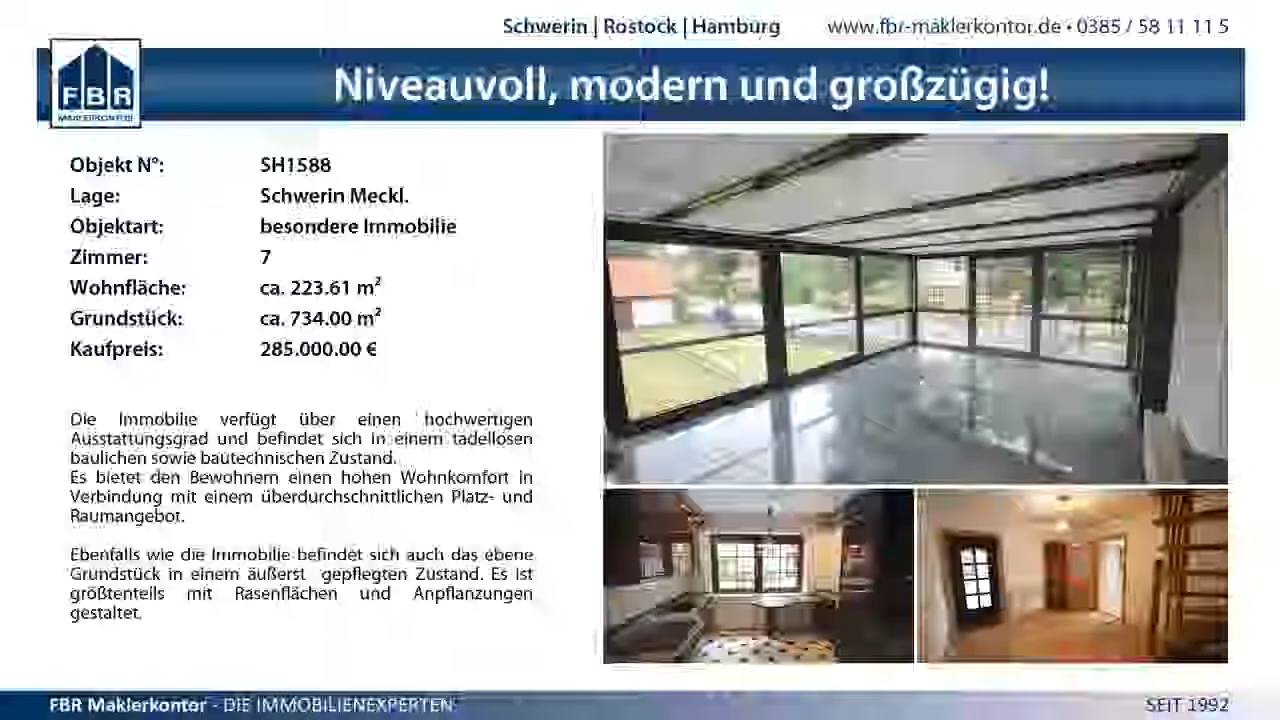 Schwerin | Rostock | Hamburg www.fbr-maklerkontor.de • 0385 / 58 11 11 5
FBR
MAKLERKONTOR
Niveauvoll, modern und großzügig!
Objekt N°: SH1588
Lage: Schwerin Meckl.
Objektart: besondere Immobilie
Zimmer: 7
Wohnfläche: ca. 223.61 m²
Grundstück: ca. 734.00 m²
Kaufpreis: 285.000.00 €
Die Immobilie verfügt über einen hochwertigen
Ausstattungsgrad und befindet sich in einem tadellosen
baulichen sowie bautechnischen Zustand.
Es bietet den Bewohnern einen hohen Wohnkomfort in
Verbindung mit einem überdurchschnittlichen Platz- und
Raumangebot.
Ebenfalls wie die Immobilie befindet sich auch das ebene
Grundstück in einem äußerst gepflegten Zustand. Es ist
größtenteils mit Rasenflächen und Anpflanzungen
gestaltet.
FBR Maklerkontor - DIE IMMOBILIENEXPERTEN. SEIT 1992